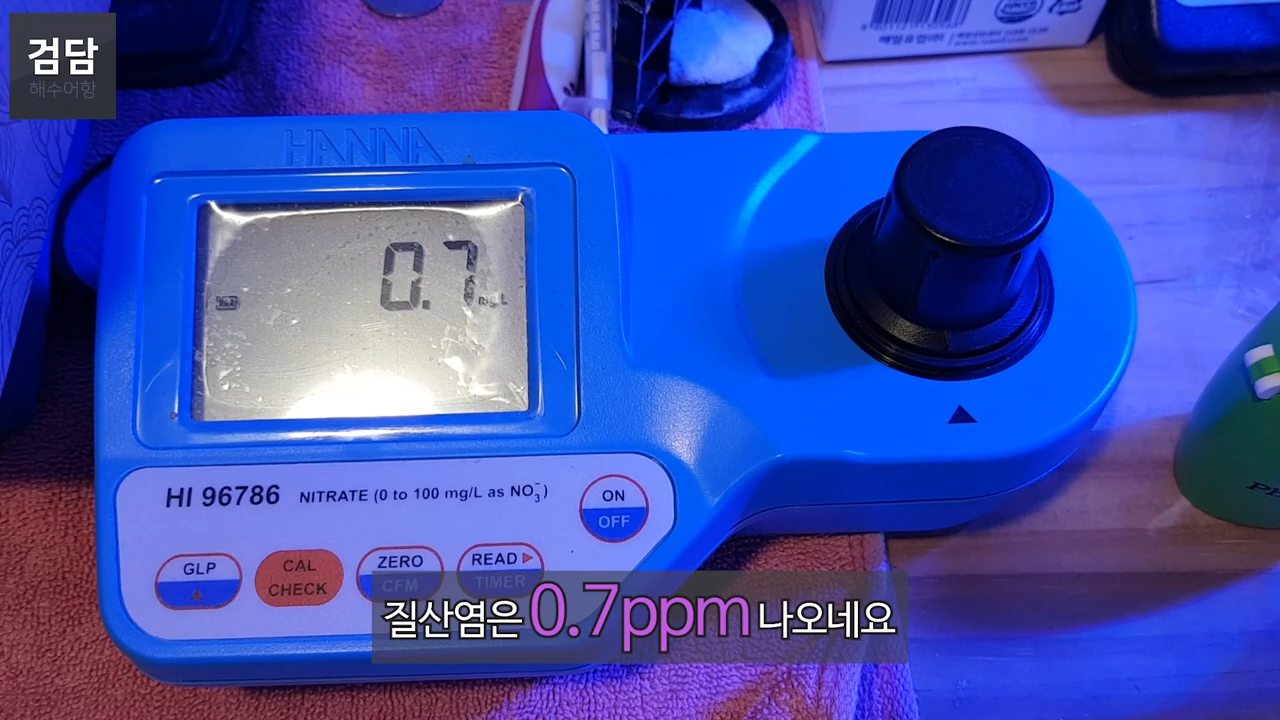 검담
해수어항
HANNA
0.7
mg/L
HI 96786 NITRATE (0 to 100 mg/L as NO₃⁻)
ON
OFF
GLP
CAL
CHECK
ZERO
CFM
READ ▶
TIMER
질산염은 0.7ppm 나오네요